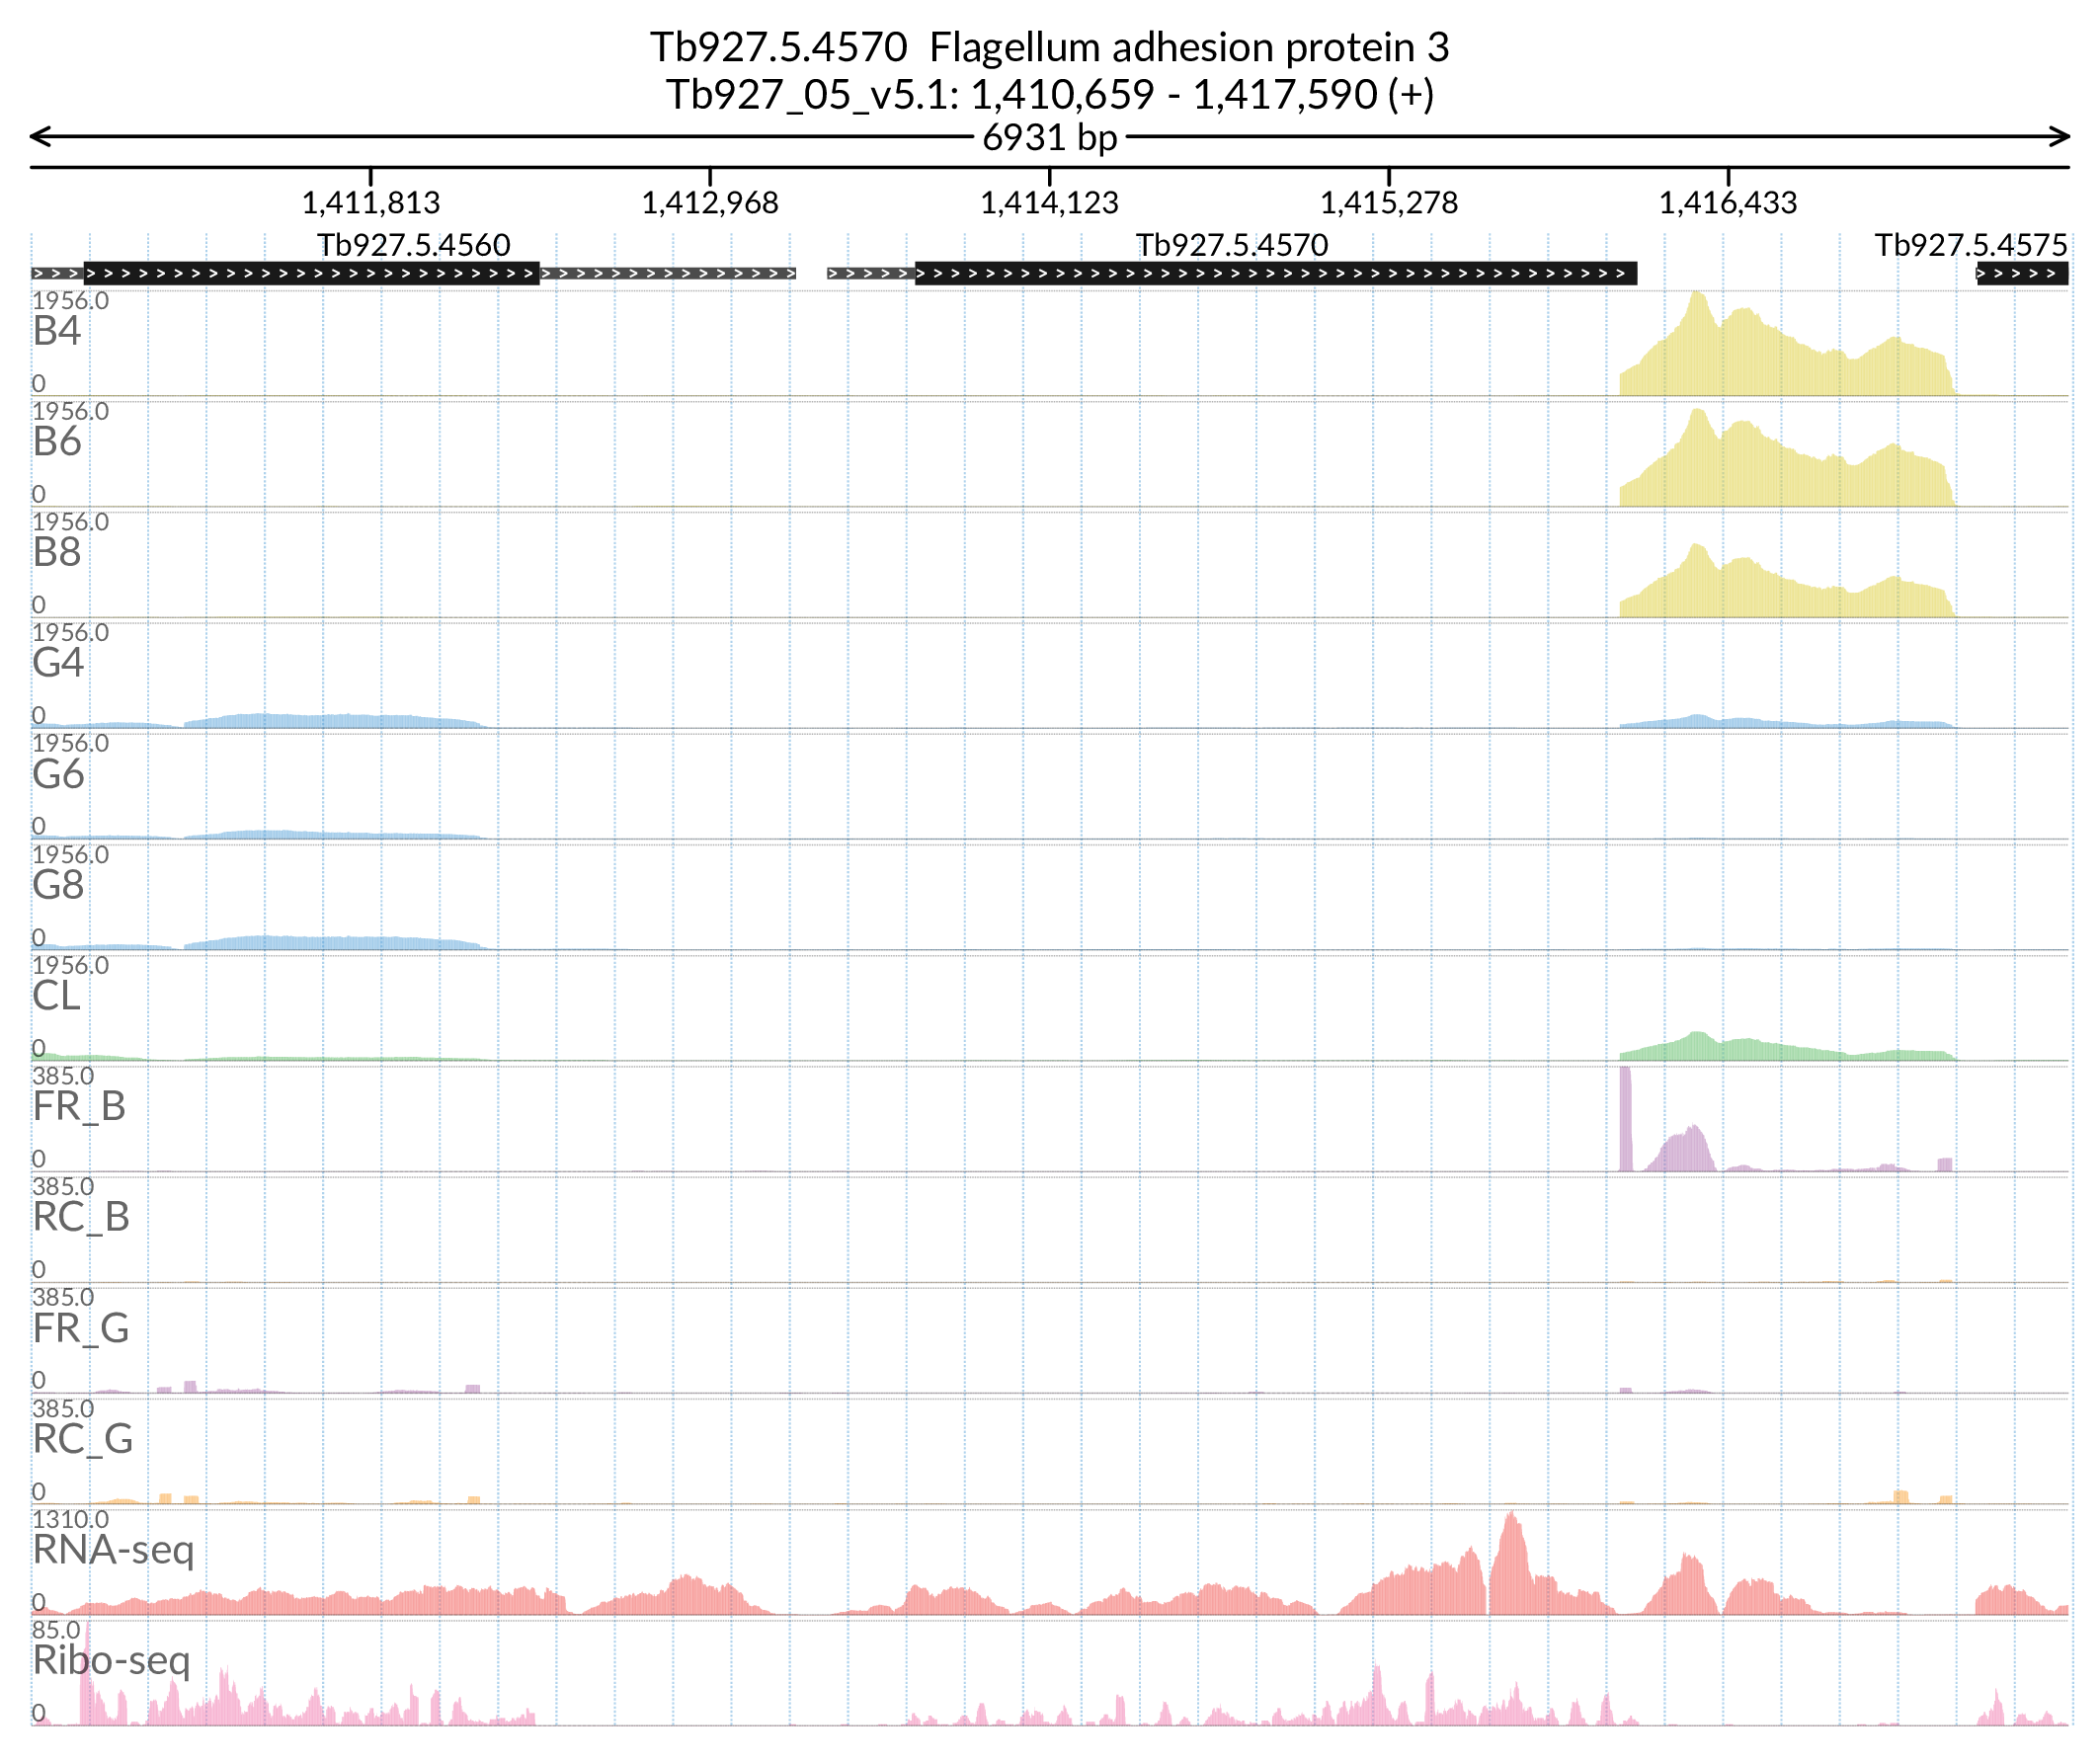 Tb927.5.4570  Flagellum adhesion protein 3
Tb927_05_v5.1: 1,410,659 - 1,417,590 (+)
6931 bp
1,411,813 1,412,968 1,414,123 1,415,278 1,416,433
Tb927.5.4560 Tb927.5.4570 Tb927.5.4575
1956.0
B4
0
1956.0
B6
0
1956.0
B8
0
1956.0
G4
0
1956.0
G6
0
1956.0
G8
0
1956.0
CL
0
385.0
FR_B
0
385.0
RC_B
0
385.0
FR_G
0
385.0
RC_G
0
1310.0
RNA-seq
0
85.0
Ribo-seq
0